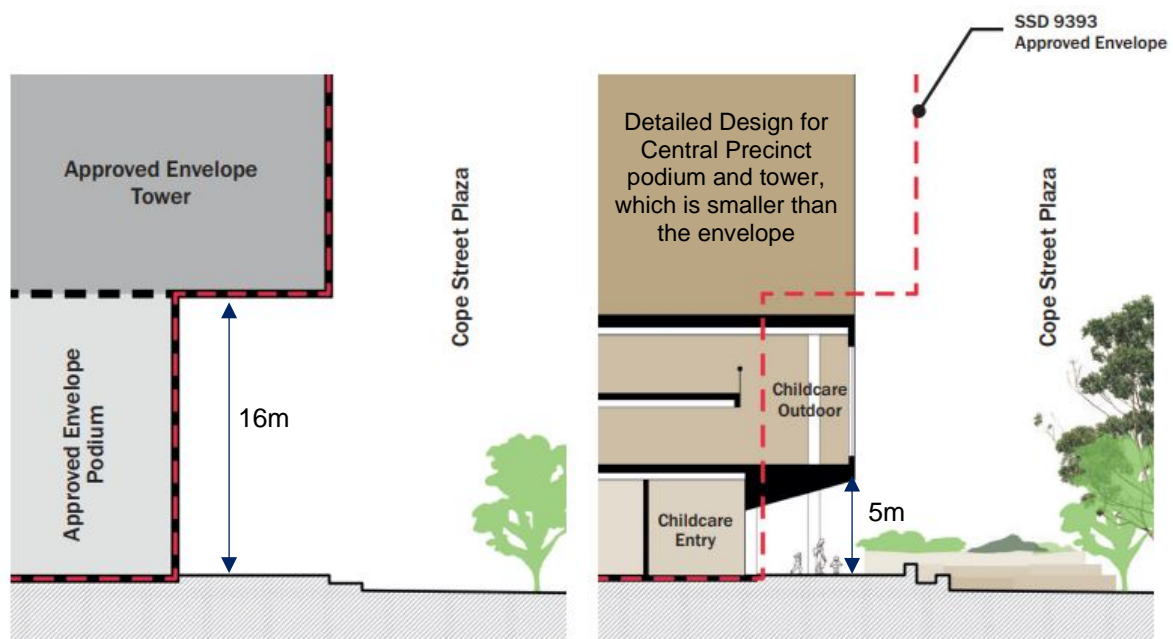 Approved Envelope
Tower
Approved Envelope
Podium
16m
Cope Street Plaza
SSD 9393
Approved Envelope
Detailed Design for
Central Precinct
podium and tower,
which is smaller than
the envelope
Cope Street Plaza
Childcare
Outdoor
Childcare
Entry
5m